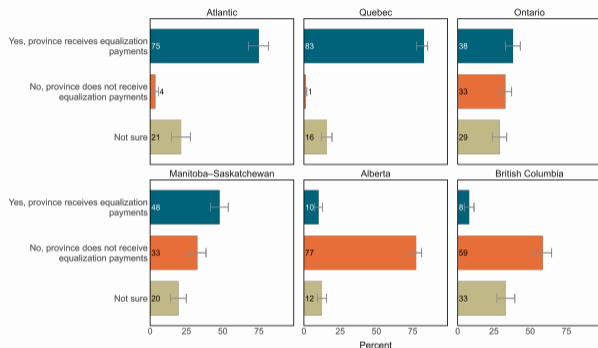 Atlantic Quebec Ontario
Yes, province receives equalization
payments
75 83 38
No, province does not receive
equalization payments
4 1 33
Not sure
21 16 29
Manitoba–Saskatchewan Alberta British Columbia
Yes, province receives equalization
payments
48 10 8
No, province does not receive
equalization payments
33 77 59
Not sure
20 12 33
0 25 50 75 0 25 50 75 0 25 50 75
Percent